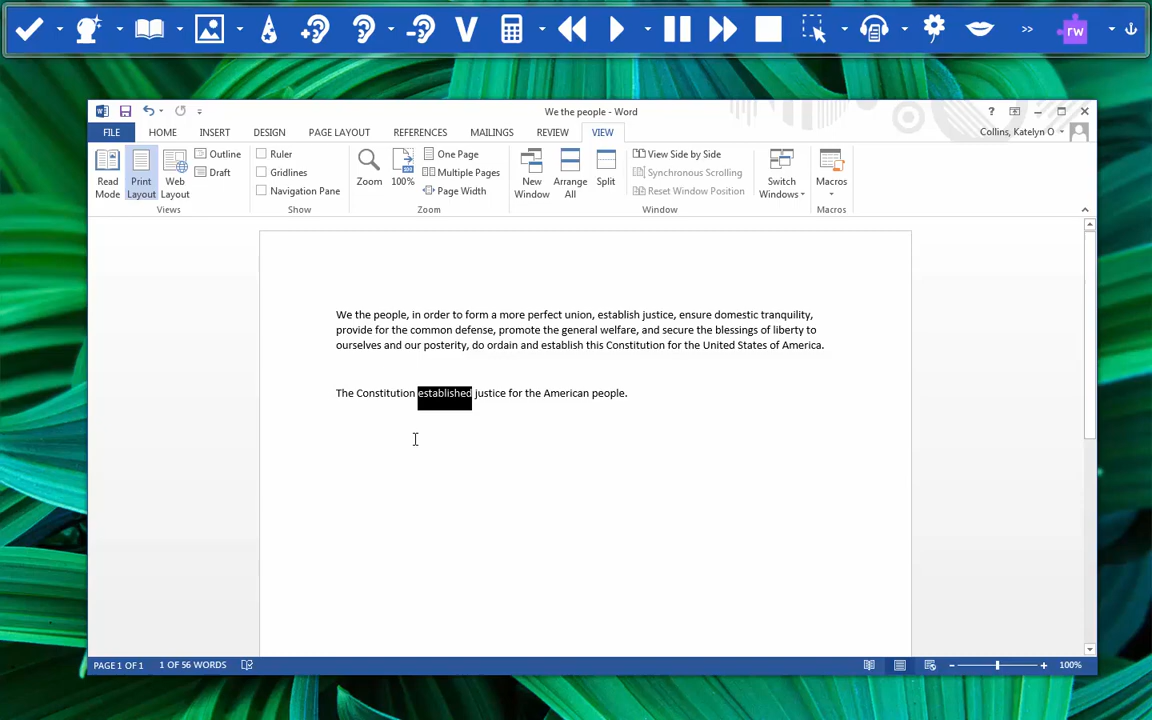 V
rw
>>
We the people - Word
?
FILE HOME INSERT DESIGN PAGE LAYOUT REFERENCES MAILINGS REVIEW VIEW
Collins, Katelyn O
Read Mode
Print Layout
Web Layout
Outline
Draft
Views
Ruler
Gridlines
Navigation Pane
Show
Zoom
100%
One Page
Multiple Pages
Page Width
Zoom
New Window
Arrange All
Split
View Side by Side
Synchronous Scrolling
Reset Window Position
Window
Switch Windows
Macros
Macros
We the people, in order to form a more perfect union, establish justice, ensure domestic tranquility,
provide for the common defense, promote the general welfare, and secure the blessings of liberty to
ourselves and our posterity, do ordain and establish this Constitution for the United States of America.
The Constitution established justice for the American people.
PAGE 1 OF 1 1 OF 56 WORDS
100%